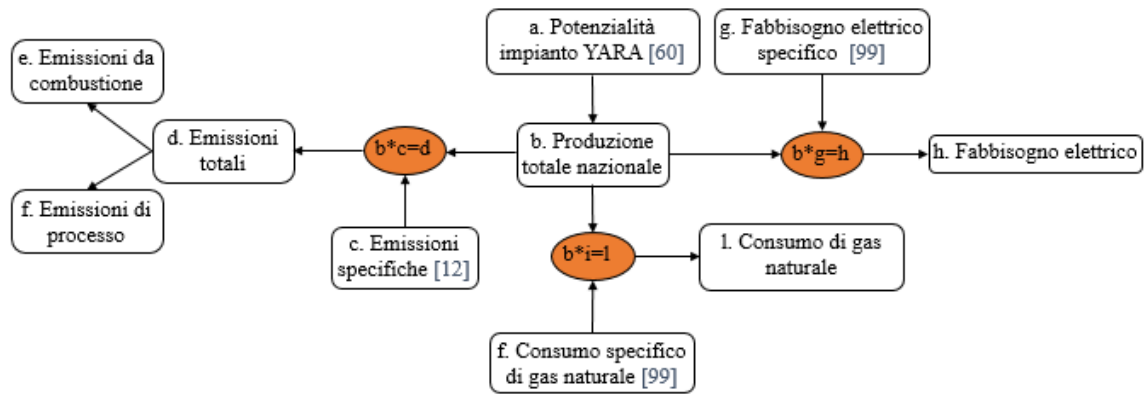 a. Potenzialità
impianto YARA [60]
g. Fabbisogno elettrico
specifico [99]
e. Emissioni da
combustione
d. Emissioni
totali
b*c=d
b. Produzione
totale nazionale
b*g=h
h. Fabbisogno elettrico
f. Emissioni di
processo
c. Emissioni
specifiche [12]
b*i=l
l. Consumo di gas
naturale
f. Consumo specifico
di gas naturale [99]